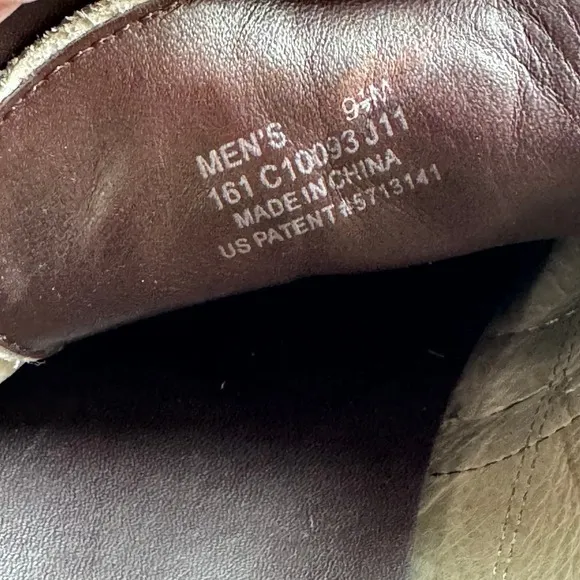 MEN'S 9½M
161 C10093 J11
MADE IN CHINA
US PATENT #5713141